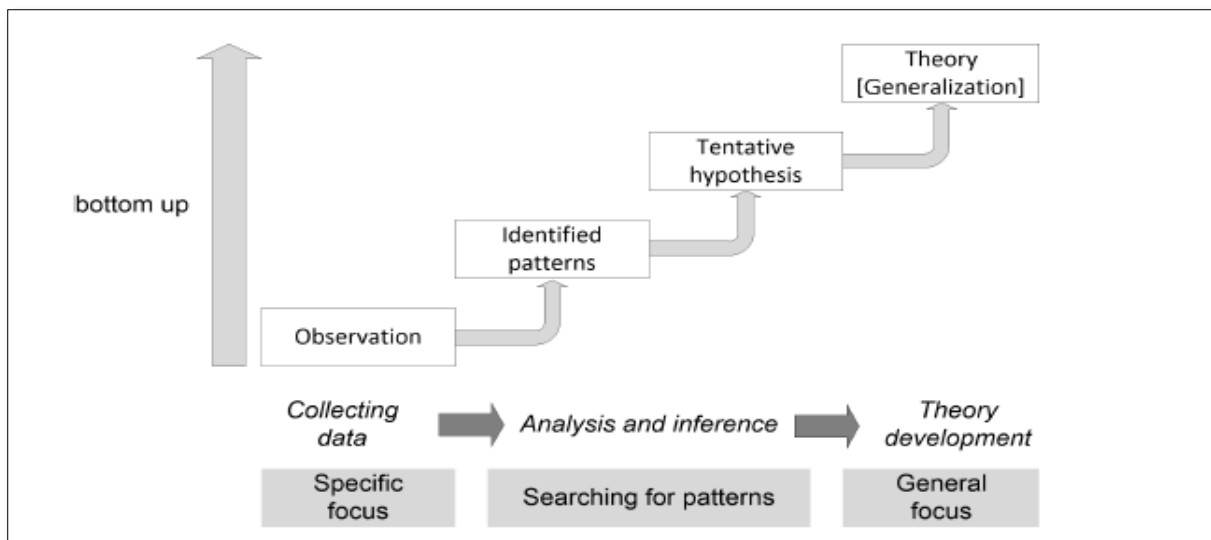 Theory
[Generalization]
Tentative
hypothesis
bottom up
Identified
patterns
Observation
Collecting
data
Analysis and inference
Theory
development
Specific
focus
Searching for patterns
General
focus